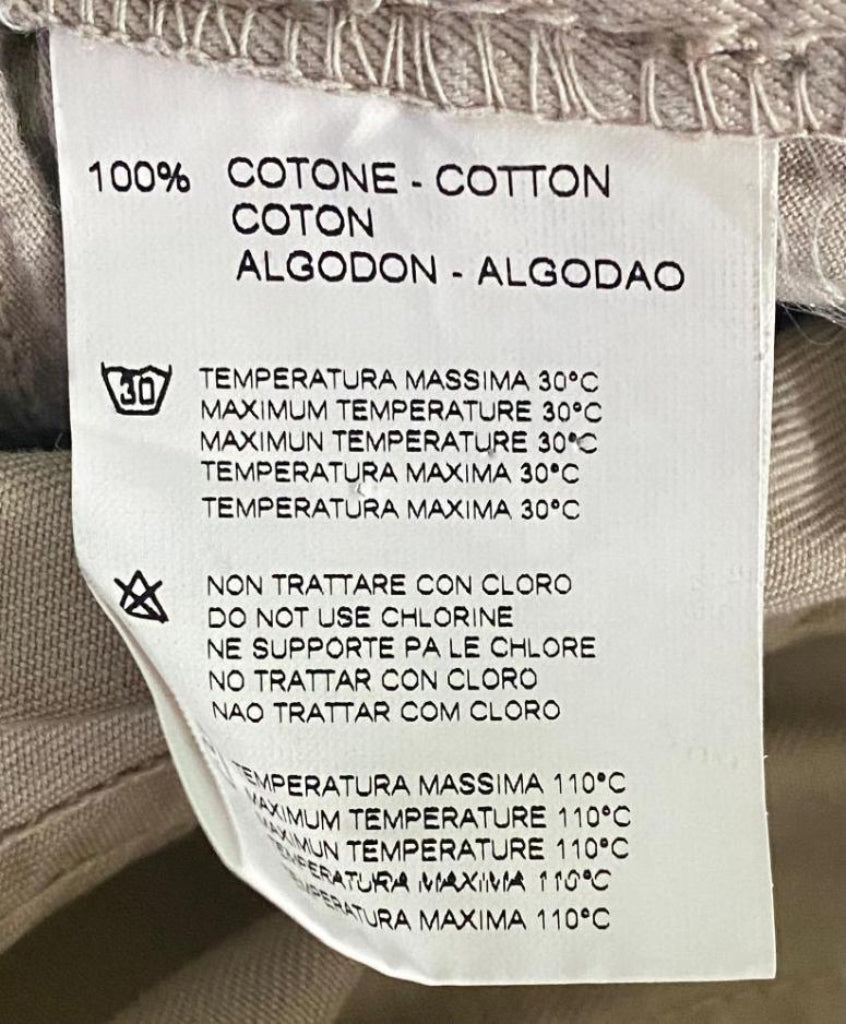 100% COTONE - COTTON
COTON
ALGODON - ALGODAO
30 TEMPERATURA MASSIMA 30°C
MAXIMUM TEMPERATURE 30°C
MAXIMUN TEMPERATURE 30°C
TEMPERATURA MAXIMA 30°C
TEMPERATURA MAXIMA 30°C
NON TRATTARE CON CLORO
DO NOT USE CHLORINE
NE SUPPORTE PA LE CHLORE
NO TRATTAR CON CLORO
NAO TRATTAR COM CLORO
TEMPERATURA MASSIMA 110°C
MAXIMUM TEMPERATURE 110°C
MAXIMUN TEMPERATURE 110°C
TEMPERATURA MAXIMA 110°C
TEMPERATURA MAXIMA 110°C